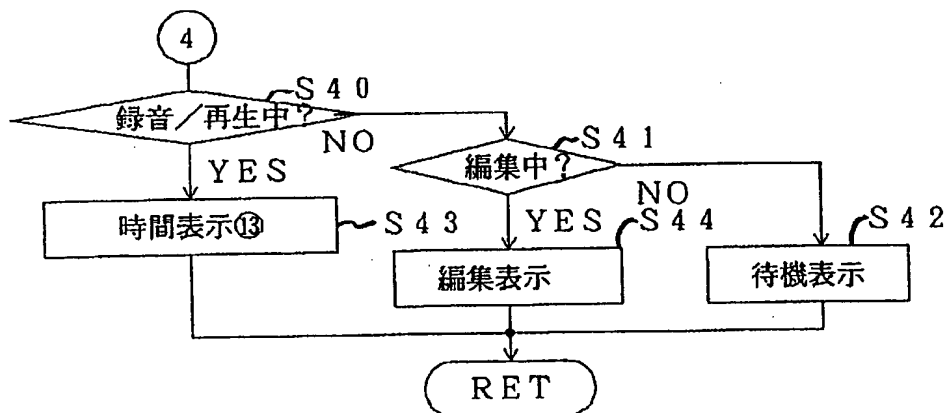 4
S40
録音／再生中？
NO
YES
S41
編集中？
NO
YES
時間表示⑬
S43
S44
編集表示
S42
待機表示
RET